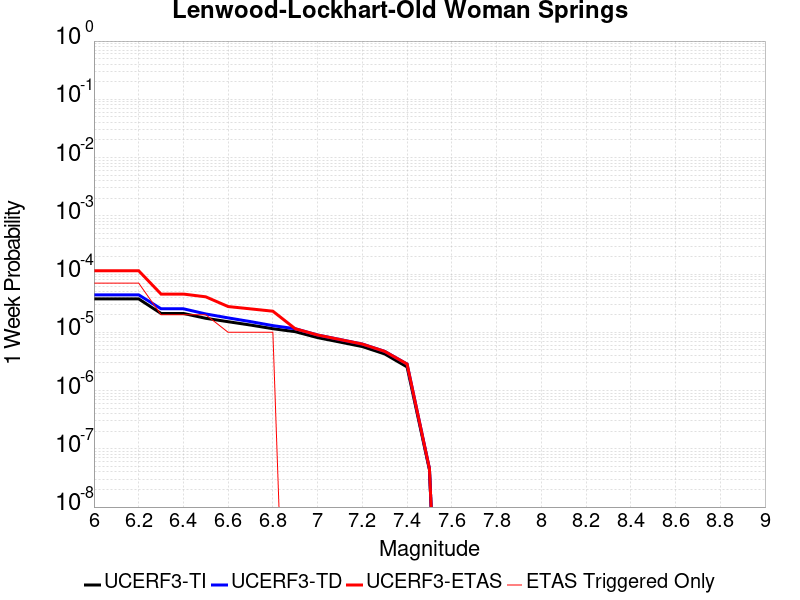 Lenwood-Lockhart-Old Woman Springs
10^0
10^-1
10^-2
10^-3
10^-4
10^-5
10^-6
10^-7
10^-8
1 Week Probability
6 6.2 6.4 6.6 6.8 7 7.2 7.4 7.6 7.8 8 8.2 8.4 8.6 8.8 9
Magnitude
UCERF3-TI UCERF3-TD UCERF3-ETAS ETAS Triggered Only